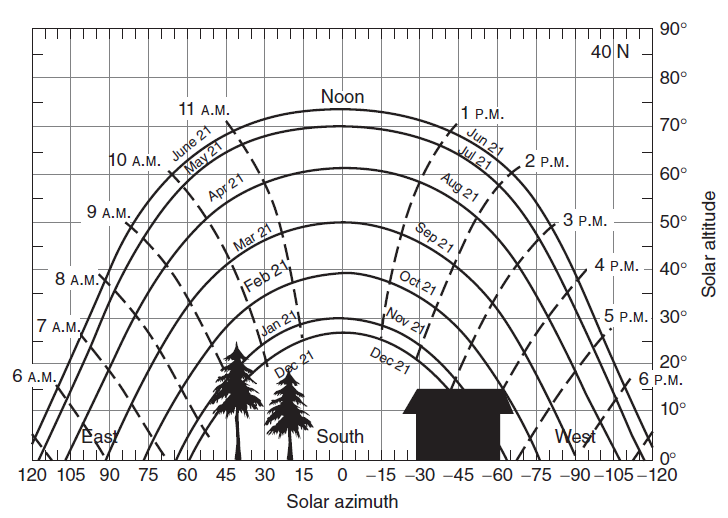 90°
40 N
80°
Noon
11 A.M.
1 P.M.
70°
June 21
Jun 21
10 A.M.
May 21
Jul 21
2 P.M.
60°
Apr 21
Aug 21
9 A.M.
3 P.M.
50°
Mar 21
Sep 21
Solar altitude
8 A.M.
Feb 21
Oct 21
4 P.M.
40°
7 A.M.
Jan 21
Nov 21
5 P.M.
30°
6 A.M.
Dec 21
Dec 21
6 P.M.
20°
10°
East
South
West
0°
120 105 90 75 60 45 30 15 0 –15 –30 –45 –60 –75 –90 –105 –120
Solar azimuth